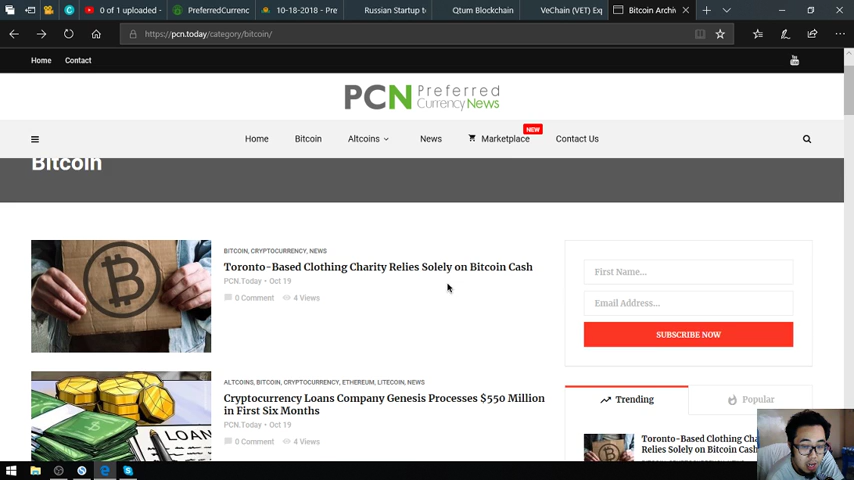 0 of 1 uploaded -
PreferredCurrenc
10-18-2018 - Pre
Russian Startup t
Qtum Blockchain
VeChain (VET) Exp
Bitcoin Archiv
https://pcn.today/category/bitcoin/
Home
Contact
You
PCN Preferred
Currency News
Home
Bitcoin
Altcoins
News
NEW
Marketplace
Contact Us
Bitcoin
BITCOIN, CRYPTOCURRENCY, NEWS
Toronto-Based Clothing Charity Relies Solely on Bitcoin Cash
PCN.Today • Oct 19
0 Comment
4 Views
ALTCOINS, BITCOIN, CRYPTOCURRENCY, ETHEREUM, LITECOIN, NEWS
Cryptocurrency Loans Company Genesis Processes $550 Million
in First Six Months
PCN.Today • Oct 19
0 Comment
4 Views
LOAN
First Name...
Email Address...
SUBSCRIBE NOW
Trending
Popular
Toronto-Based Clothing Cha
Relies Solely on Bitcoin Cash